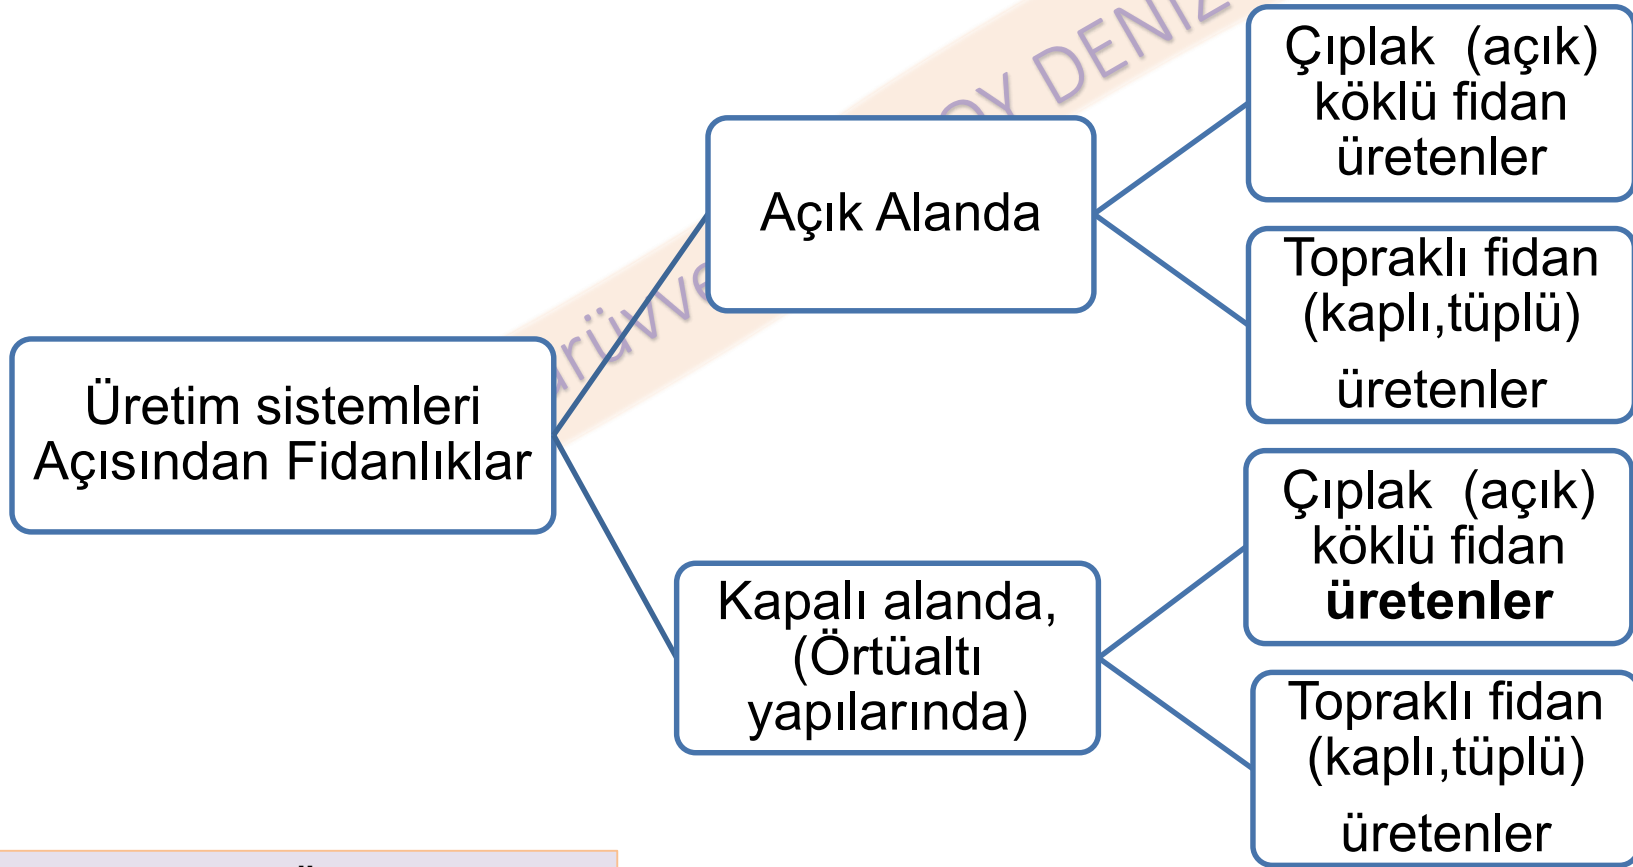 Üretim sistemleri
Açısından Fidanlıklar
Açık Alanda
Çıplak (açık)
köklü fidan
üretenler
Topraklı fidan
(kaplı,tüplü)
üretenler
Kapalı alanda,
(Örtüaltı
yapılarında)
Çıplak (açık)
köklü fidan
üretenler
Topraklı fidan
(kaplı,tüplü)
üretenler